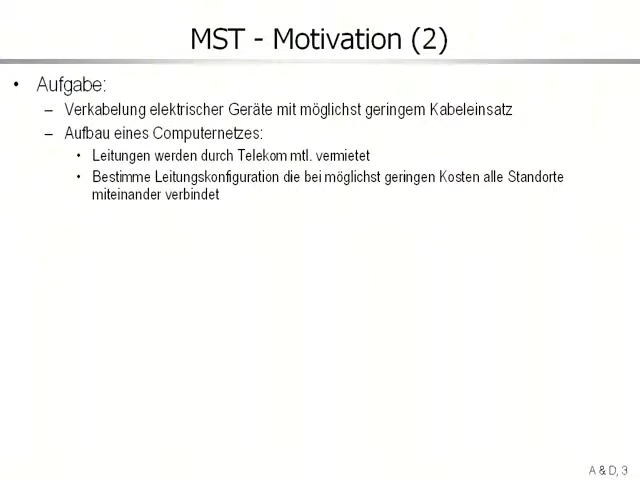 MST - Motivation (2)
• Aufgabe:
– Verkabelung elektrischer Geräte mit möglichst geringem Kabeleinsatz
– Aufbau eines Computernetzes:
• Leitungen werden durch Telekom mtl. vermietet
• Bestimme Leitungskonfiguration die bei möglichst geringen Kosten alle Standorte
miteinander verbindet
A & D, 3